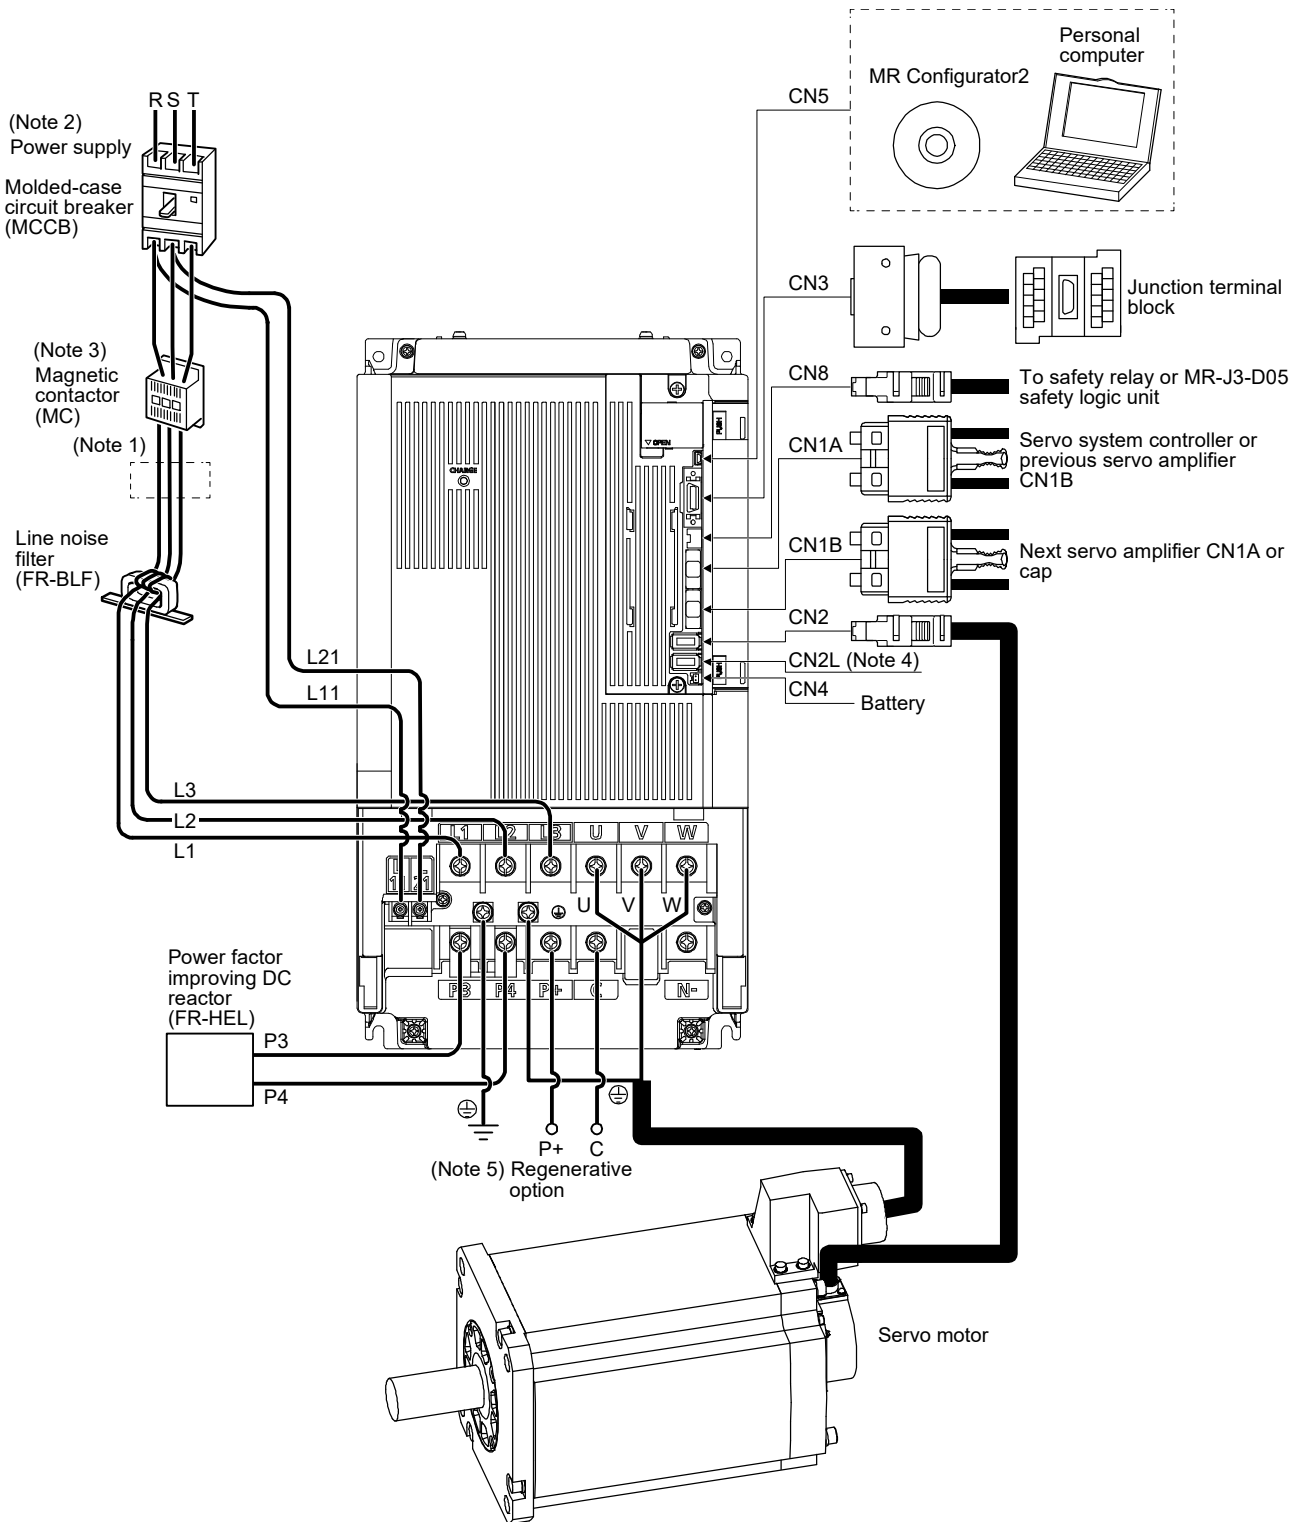 Personal
computer
MR Configurator2
CN5
R S T
(Note 2)
Power supply
Molded-case
circuit breaker
(MCCB)
CN3
Junction terminal
block
(Note 3)
Magnetic
contactor
(MC)
CN8
To safety relay or MR-J3-D05
safety logic unit
PUSH
OPEN
(Note 1)
CHARGE
CN1A
Servo system controller or
previous servo amplifier
CN1B
Line noise
filter
(FR-BLF)
CN1B
Next servo amplifier CN1A or
cap
CN2
L21
CN2L (Note 4)
PUSH
L11
CN4
Battery
L3
L2
L1
L1 L2 L3 U V W
U V W
Power factor
improving DC
reactor
(FR-HEL)
P3 P4 P+ C N-
P3
P4
P+ C
(Note 5) Regenerative
option
Servo motor